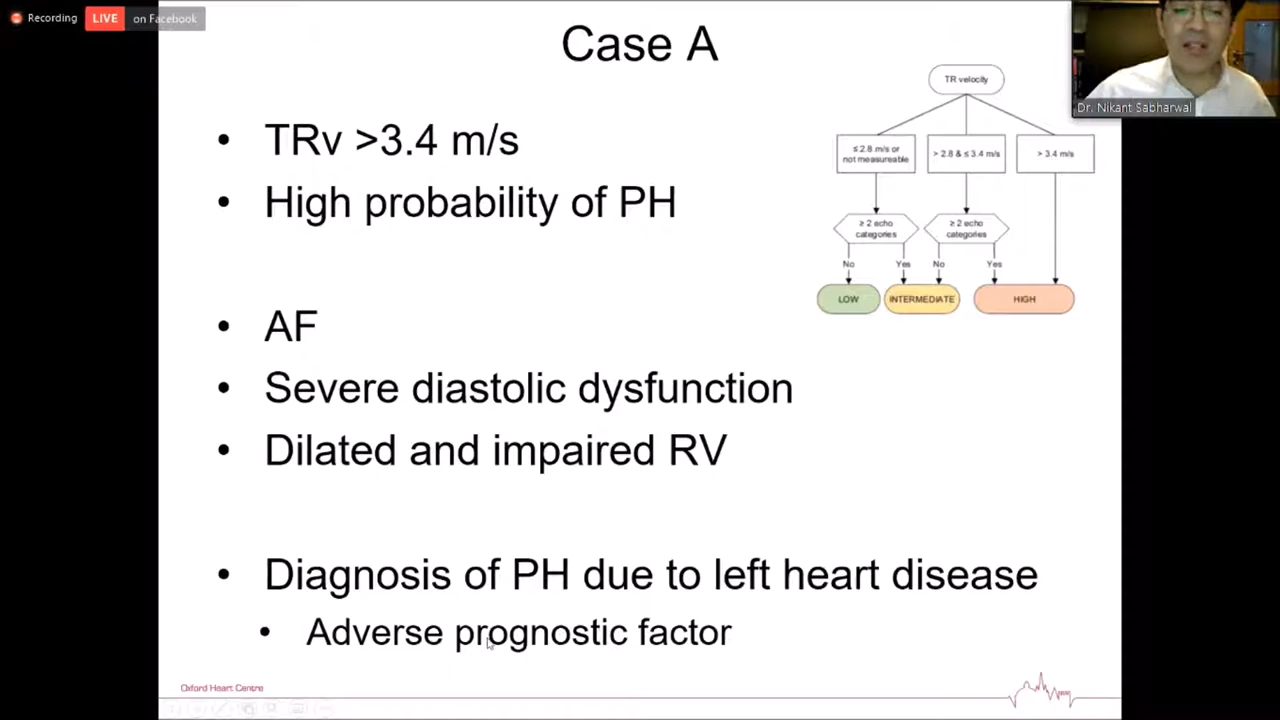 Recording
LIVE on Facebook
Case A
Dr. Nikant Sabharwal
TR velocity
≤ 2.8 m/s or
not measureable
> 2.8 & ≤ 3.4 m/s
> 3.4 m/s
≥ 2 echo
categories
≥ 2 echo
categories
No Yes No Yes
LOW INTERMEDIATE HIGH
• TRv >3.4 m/s
• High probability of PH
• AF
• Severe diastolic dysfunction
• Dilated and impaired RV
• Diagnosis of PH due to left heart disease
• Adverse prognostic factor
Oxford Heart Centre